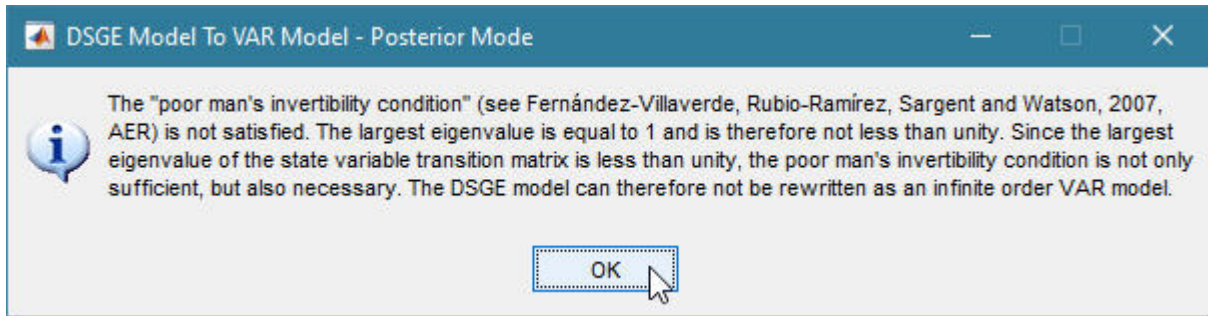 DSGE Model To VAR Model - Posterior Mode
The "poor man's invertibility condition" (see Fernández-Villaverde, Rubio-Ramírez, Sargent and Watson, 2007,
AER) is not satisfied. The largest eigenvalue is equal to 1 and is therefore not less than unity. Since the largest
eigenvalue of the state variable transition matrix is less than unity, the poor man's invertibility condition is not only
sufficient, but also necessary. The DSGE model can therefore not be rewritten as an infinite order VAR model.
OK